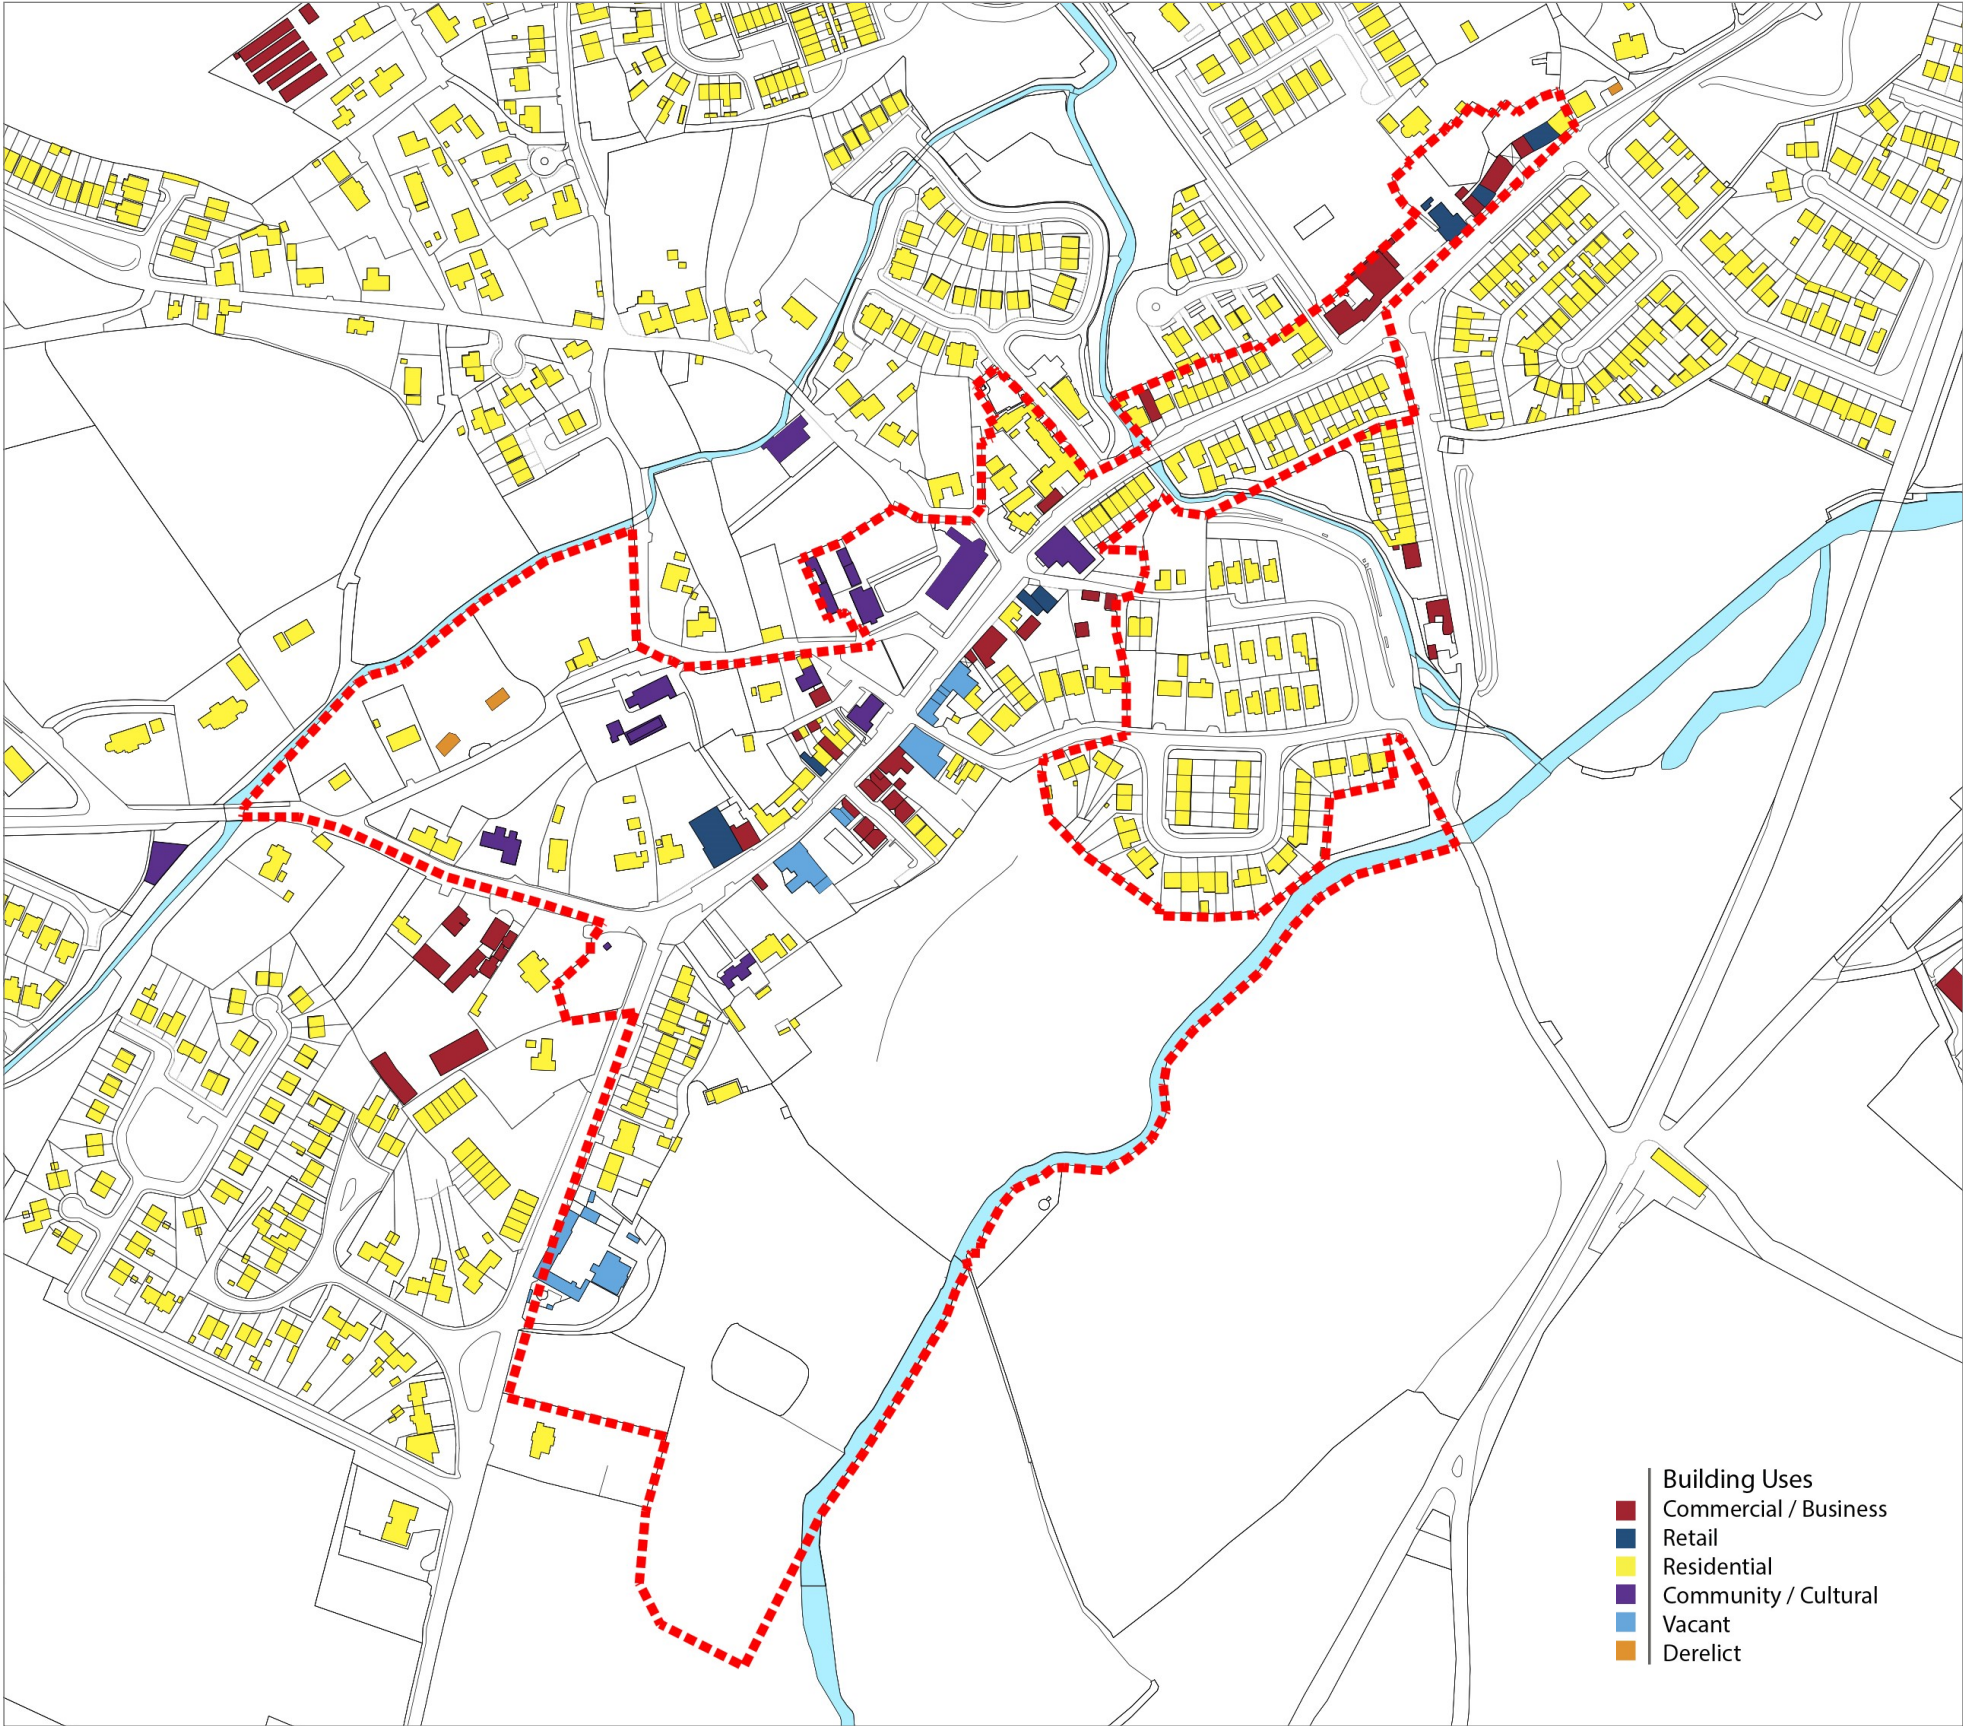 Building Uses
Commercial / Business
Retail
Residential
Community / Cultural
Vacant
Derelict